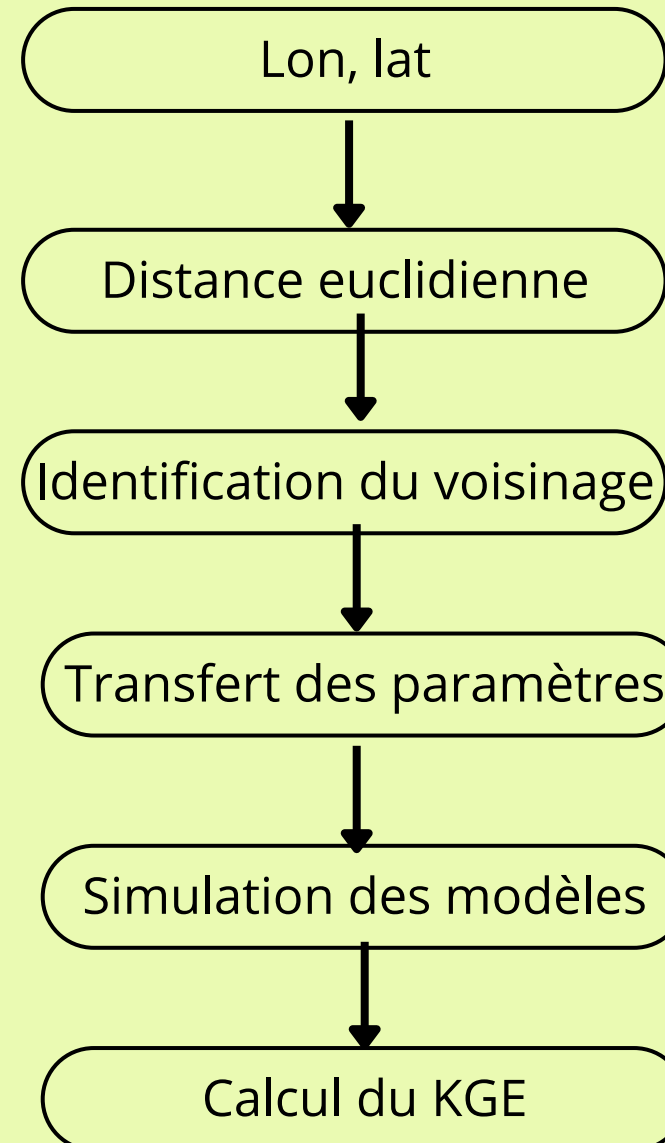 Lon, lat
Distance euclidienne
Identification du voisinage
Transfert des paramètres
Simulation des modèles
Calcul du KGE